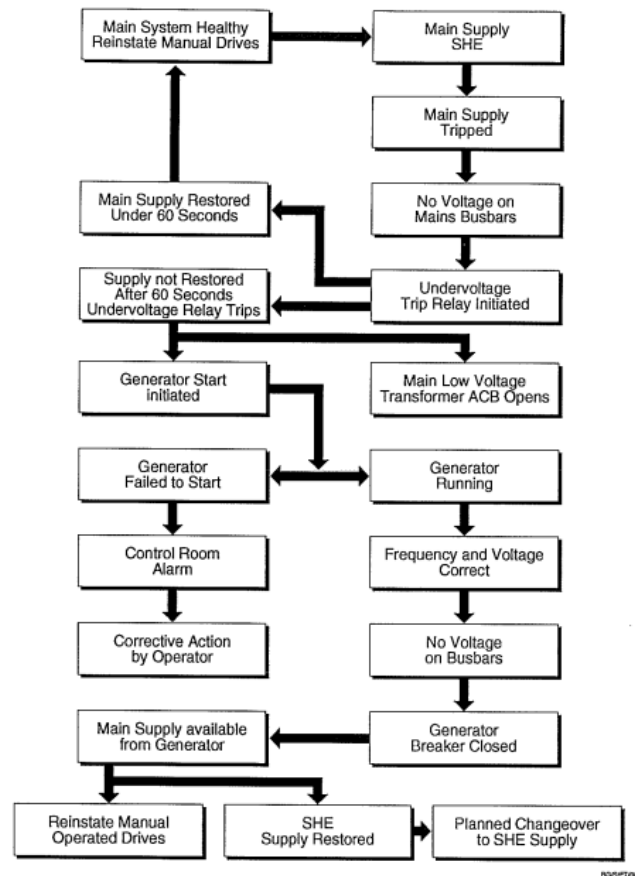 Main System Healthy
Reinstate Manual Drives
Main Supply
SHE
Main Supply
Tripped
Main Supply Restored
Under 60 Seconds
No Voltage on
Mains Busbars
Supply not Restored
After 60 Seconds
Undervoltage Relay Trips
Undervoltage
Trip Relay Initiated
Generator Start
initiated
Main Low Voltage
Transformer ACB Opens
Generator
Failed to Start
Generator
Running
Control Room
Alarm
Frequency and Voltage
Correct
Corrective Action
by Operator
No Voltage
on Busbars
Main Supply available
from Generator
Generator
Breaker Closed
Reinstate Manual
Operated Drives
SHE
Supply Restored
Planned Changeover
to SHE Supply